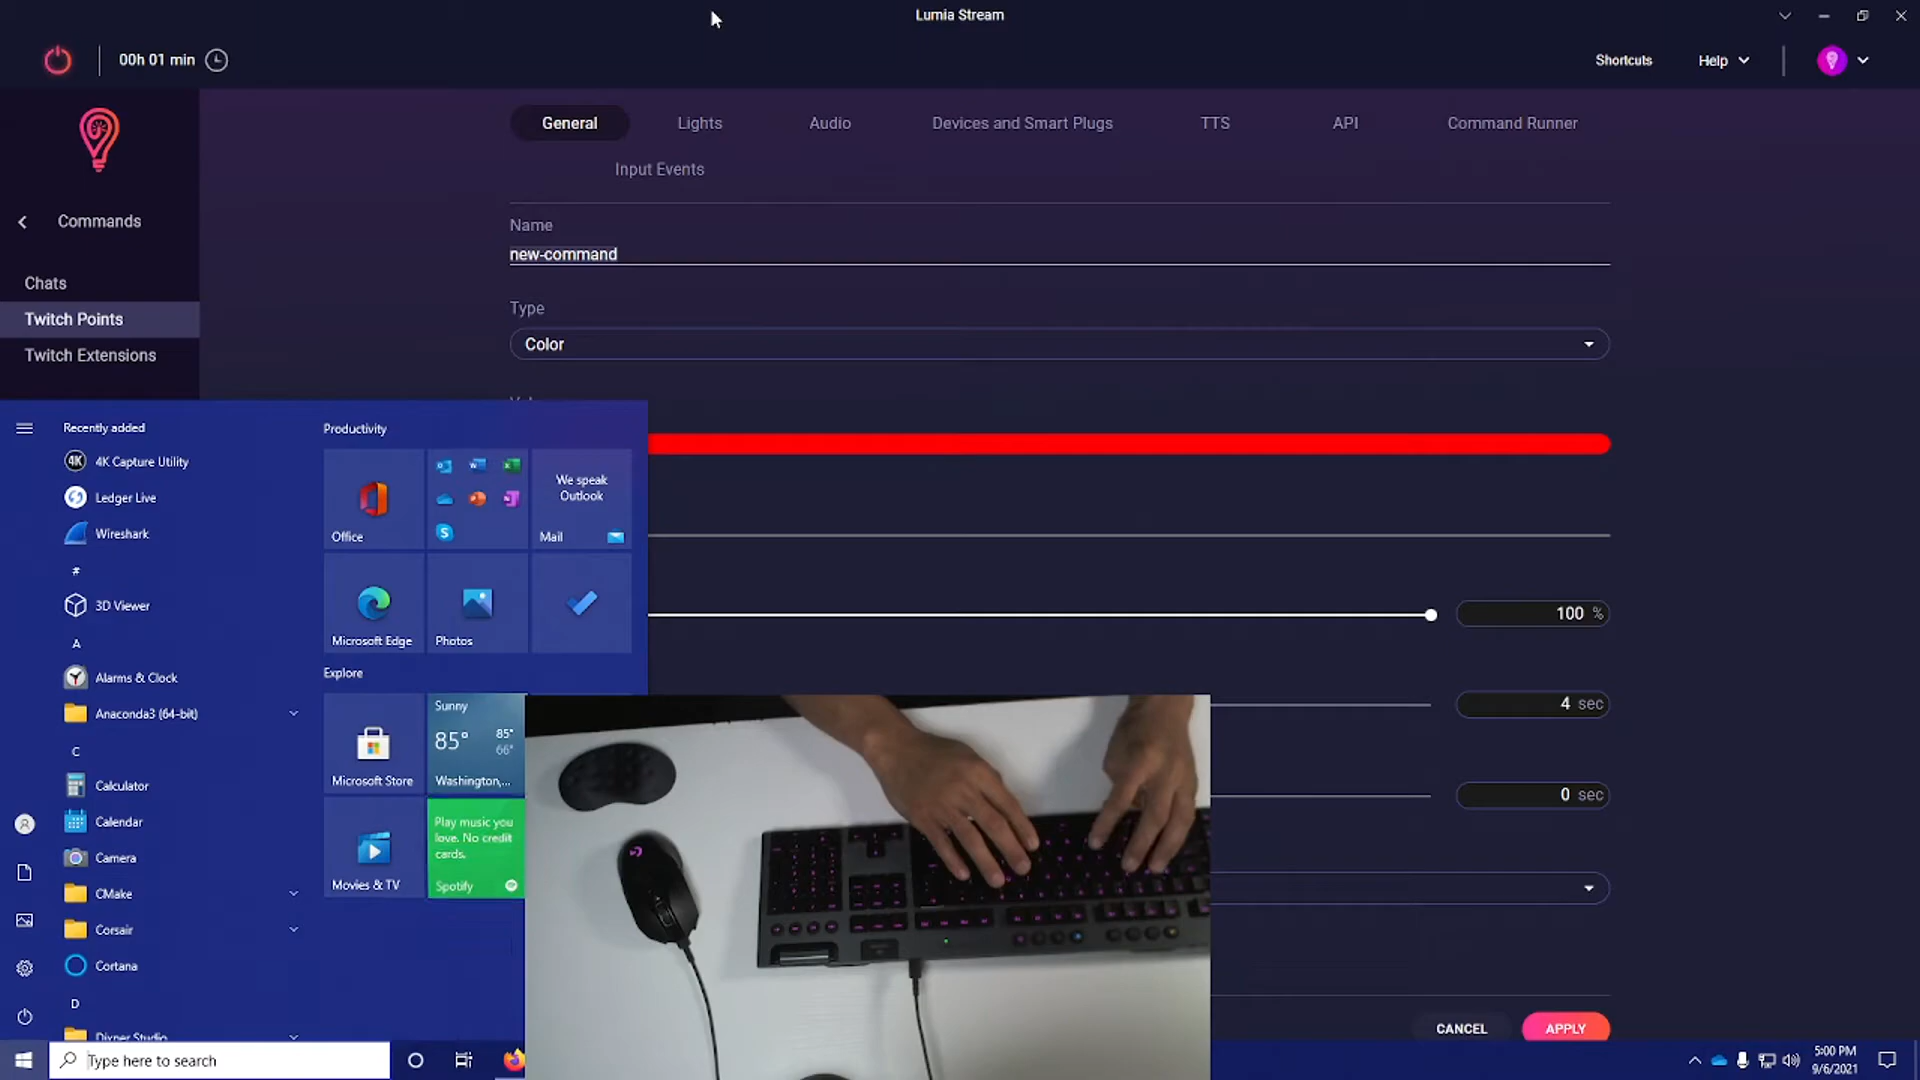 Lumia Stream
00h 01 min
Shortcuts
Help
General
Lights
Audio
Devices and Smart Plugs
TTS
API
Command Runner
Input Events
Commands
Chats
Twitch Points
Twitch Extensions
Name
new-command
Type
Color
100 %
4 sec
0 sec
CANCEL
APPLY
Recently added
4K Capture Utility
Ledger Live
Wireshark
#
3D Viewer
A
Alarms & Clock
Anaconda3 (64-bit)
C
Calculator
Calendar
Camera
CMake
Corsair
Cortana
D
Productivity
Office
We speak
Outlook
Mail
Microsoft Edge
Photos
Explore
Microsoft Store
Sunny
85°
85°
66°
Washington,...
Movies & TV
Play music you
love. No credit
cards.
Spotify
Type here to search
5:00 PM
9/6/2021